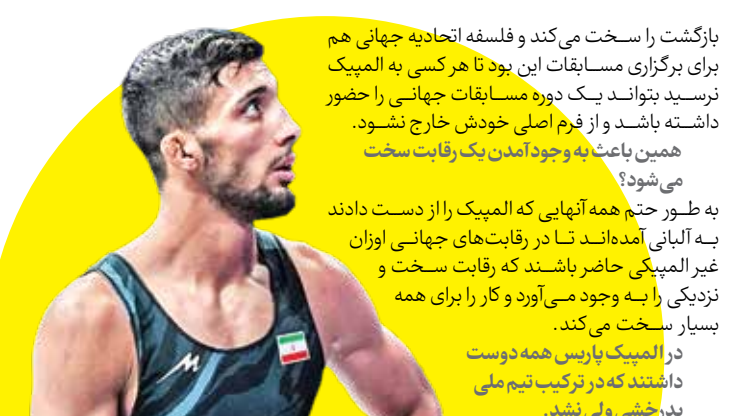 بازگشت را سخت می‌کند و فلسفه اتحادیه جهانی هم
برای برگزاری مسابقات این بود تا هر کسی به المپیک
نرسید بتواند یک دوره مسابقات جهانی را حضور
داشته باشد و از فرم اصلی خودش خارج نشود.
همین باعث به وجود آمدن یک رقابت سخت
می‌شود؟
به طور حتم همه آنهایی که المپیک را از دست دادند
به آلبانی آمده‌اند تا در رقابت‌های جهانی اوزان
غیر المپیکی حاضر باشند که رقابت سخت و
نزدیکی را به وجود می‌آورد و کار را برای همه
بسیار سخت می‌کند.
در المپیک پاریس همه دوست
داشتند که در ترکیب تیم ملی
بدرخشی ولی نشد.